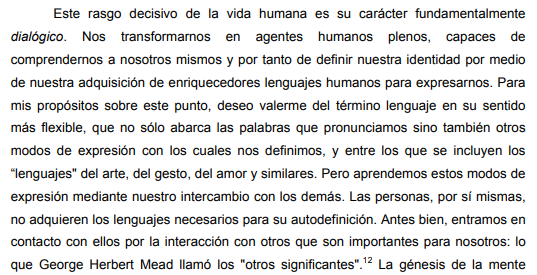 Este rasgo decisivo de la vida humana es su carácter fundamentalmente
dialógico. Nos transformarnos en agentes humanos plenos, capaces de
comprendernos a nosotros mismos y por tanto de definir nuestra identidad por medio
de nuestra adquisición de enriquecedores lenguajes humanos para expresarnos. Para
mis propósitos sobre este punto, deseo valerme del término lenguaje en su sentido
más flexible, que no sólo abarca las palabras que pronunciamos sino también otros
modos de expresión con los cuales nos definimos, y entre los que se incluyen los
“lenguajes" del arte, del gesto, del amor y similares. Pero aprendemos estos modos de
expresión mediante nuestro intercambio con los demás. Las personas, por sí mismas,
no adquieren los lenguajes necesarios para su autodefinición. Antes bien, entramos en
contacto con ellos por la interacción con otros que son importantes para nosotros: lo
que George Herbert Mead llamó los "otros significantes".12 La génesis de la mente